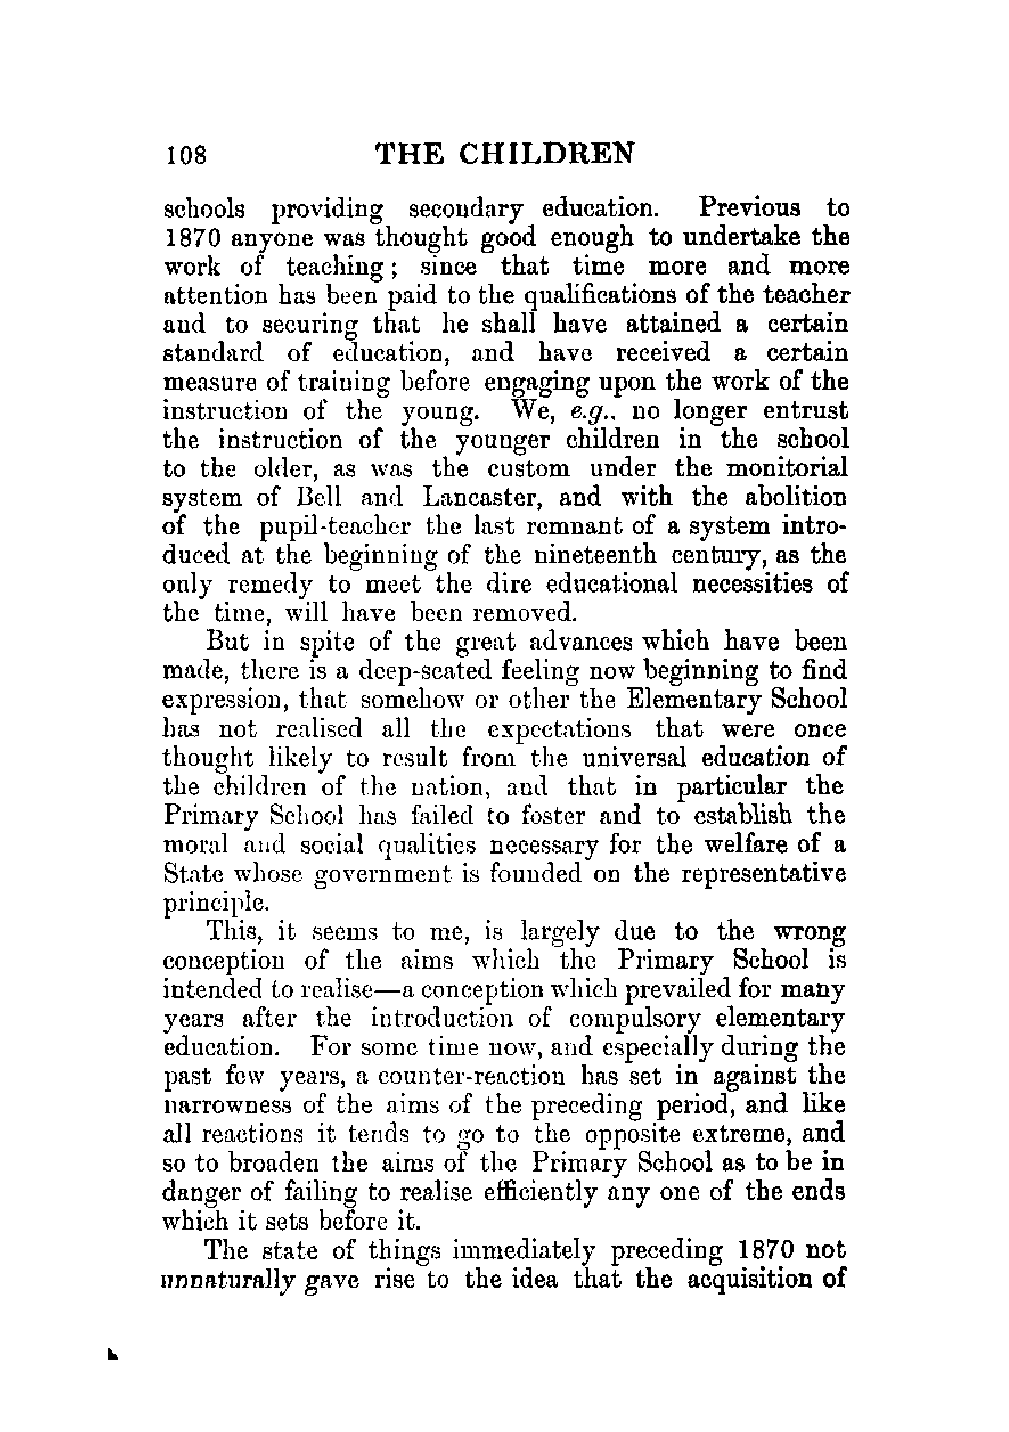 108 THE CHILDREN
schools providing secondary education. Previous to
1870 anyone was thought good enough to undertake the
work of teaching; since that time more and more
attention has been paid to the qualifications of the teacher
and to securing that he shall have attained a certain
standard of education, and have received a certain
measure of training before engaging upon the work of the
instruction of the young. We, e.g., no longer entrust
the instruction of the younger children in the school
to the older, as was the custom under the monitorial
system of Bell and Lancaster, and with the abolition
of the pupil-teacher the last remnant of a system intro-
duced at the beginning of the nineteenth century, as the
only remedy to meet the dire educational necessities of
the time, will have been removed.
But in spite of the great advances which have been
made, there is a deep-seated feeling now beginning to find
expression, that somehow or other the Elementary School
has not realised all the expectations that were once
thought likely to result from the universal education of
the children of the nation, and that in particular the
Primary School has failed to foster and to establish the
moral and social qualities necessary for the welfare of a
State whose government is founded on the representative
principle.
This, it seems to me, is largely due to the wrong
conception of the aims which the Primary School is
intended to realise—a conception which prevailed for many
years after the introduction of compulsory elementary
education. For some time now, and especially during the
past few years, a counter-reaction has set in against the
narrowness of the aims of the preceding period, and like
all reactions it tends to go to the opposite extreme, and
so to broaden the aims of the Primary School as to be in
danger of failing to realise efficiently any one of the ends
which it sets before it.
The state of things immediately preceding 1870 not
unnaturally gave rise to the idea that the acquisition of